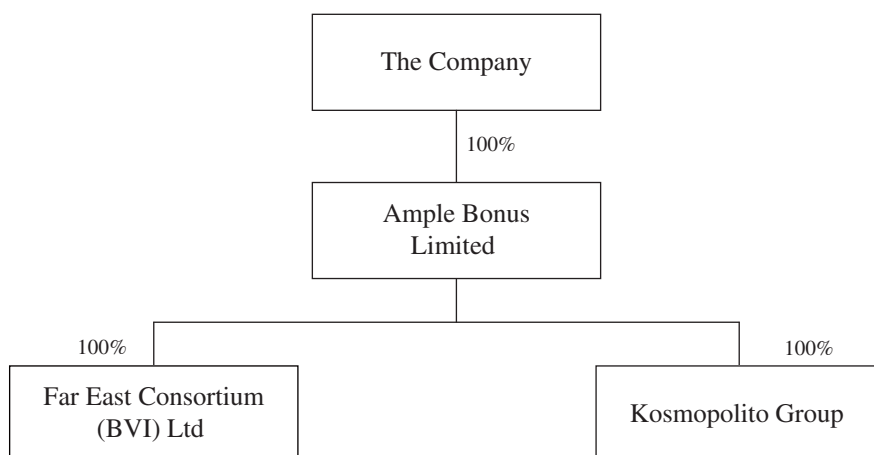 The Company
100%
Ample Bonus
Limited
100%
100%
Far East Consortium
(BVI) Ltd
Kosmopolito Group